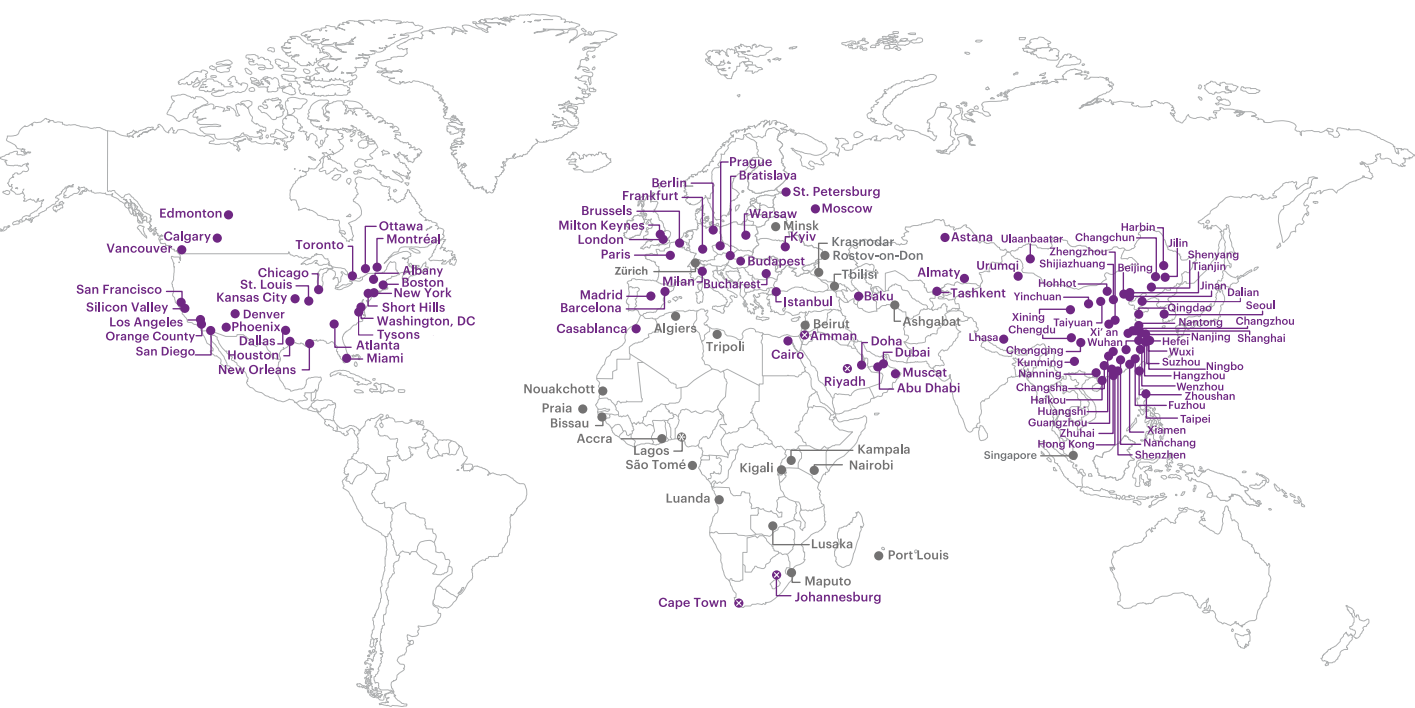 Edmonton
Calgary
Vancouver
Toronto
Ottawa
Montréal
Chicago
St. Louis
Kansas City
Albany
Boston
New York
Short Hills
Washington, DC
Tysons
Atlanta
Miami
San Francisco
Silicon Valley
Los Angeles
Orange County
San Diego
Denver
Phoenix
Dallas
Houston
New Orleans
Prague
Bratislava
Berlin
Frankfurt
Brussels
Milton Keynes
London
Paris
Zürich
Milan
Madrid
Barcelona
Casablanca
St. Petersburg
Moscow
Warsaw
Minsk
Kyiv
Budapest
Bucharest
Istanbul
Krasnodar
Rostov-on-Don
Tbilisi
Baku
Ashgabat
Algiers
Tripoli
Beirut
Amman
Cairo
Doha
Dubai
Riyadh
Muscat
Abu Dhabi
Nouakchott
Praia
Bissau
Accra
Lagos
São Tomé
Luanda
Kampala
Kigali
Nairobi
Lusaka
Port Louis
Maputo
Johannesburg
Cape Town
Astana
Almaty
Tashkent
Ulaanbaatar
Urumqi
Hohhot
Yinchuan
Xining
Chengdu
Lhasa
Chongqing
Kunming
Nanning
Changsha
Haikou
Huangshi
Guangzhou
Zhuhai
Hong Kong
Singapore
Zhengzhou
Shijiazhuang
Taiyuan
Xi’ an
Wuhan
Beijing
Harbin
Changchun
Jilin
Shenyang
Tianjin
Jinan
Dalian
Qingdao
Seoul
Nantong
Changzhou
Nanjing
Shanghai
Hefei
Wuxi
Suzhou
Ningbo
Hangzhou
Wenzhou
Zhoushan
Fuzhou
Taipei
Xiamen
Nanchang
Shenzhen